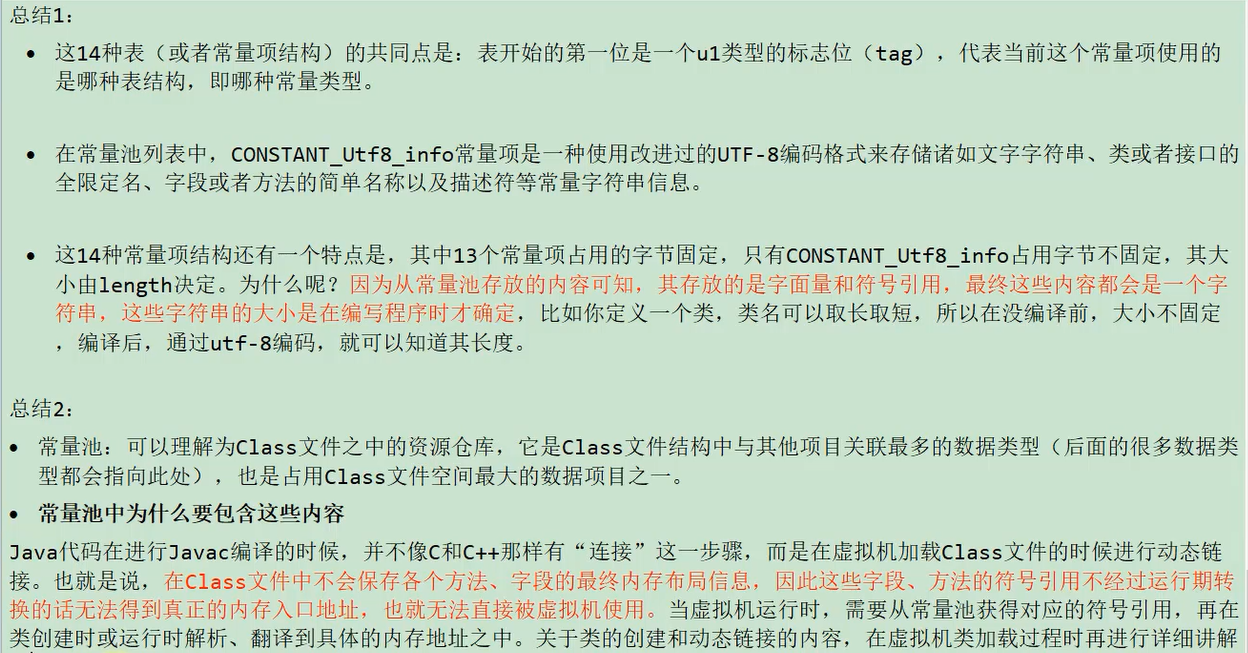 总结1：
• 这14种表（或者常量项结构）的共同点是：表开始的第一位是一个u1类型的标志位（tag），代表当前这个常量项使用的
是哪种表结构，即哪种常量类型。
• 在常量池列表中，CONSTANT_Utf8_info常量项是一种使用改进过的UTF-8编码格式来存储诸如文字字符串、类或者接口的
全限定名、字段或者方法的简单名称以及描述符等常量字符串信息。
• 这14种常量项结构还有一个特点是，其中13个常量项占用的字节固定，只有CONSTANT_Utf8_info占用字节不固定，其大
小由length决定。为什么呢？因为从常量池存放的内容可知，其存放的是字面量和符号引用，最终这些内容都会是一个字
符串，这些字符串的大小是在编写程序时才确定，比如你定义一个类，类名可以取长取短，所以在没编译前，大小不固定
，编译后，通过utf-8编码，就可以知道其长度。
总结2：
• 常量池：可以理解为Class文件之中的资源仓库，它是Class文件结构中与其他项目关联最多的数据类型（后面的很多数据类
型都会指向此处），也是占用Class文件空间最大的数据项目之一。
• 常量池中为什么要包含这些内容
Java代码在进行Javac编译的时候，并不像C和C++那样有“连接”这一步骤，而是在虚拟机加载Class文件的时候进行动态链
接。也就是说，在Class文件中不会保存各个方法、字段的最终内存布局信息，因此这些字段、方法的符号引用不经过运行期转
换的话无法得到真正的内存入口地址，也就无法直接被虚拟机使用。当虚拟机运行时，需要从常量池获得对应的符号引用，再在
类创建时或运行时解析、翻译到具体的内存地址之中。关于类的创建和动态链接的内容，在虚拟机类加载过程时再进行详细讲解